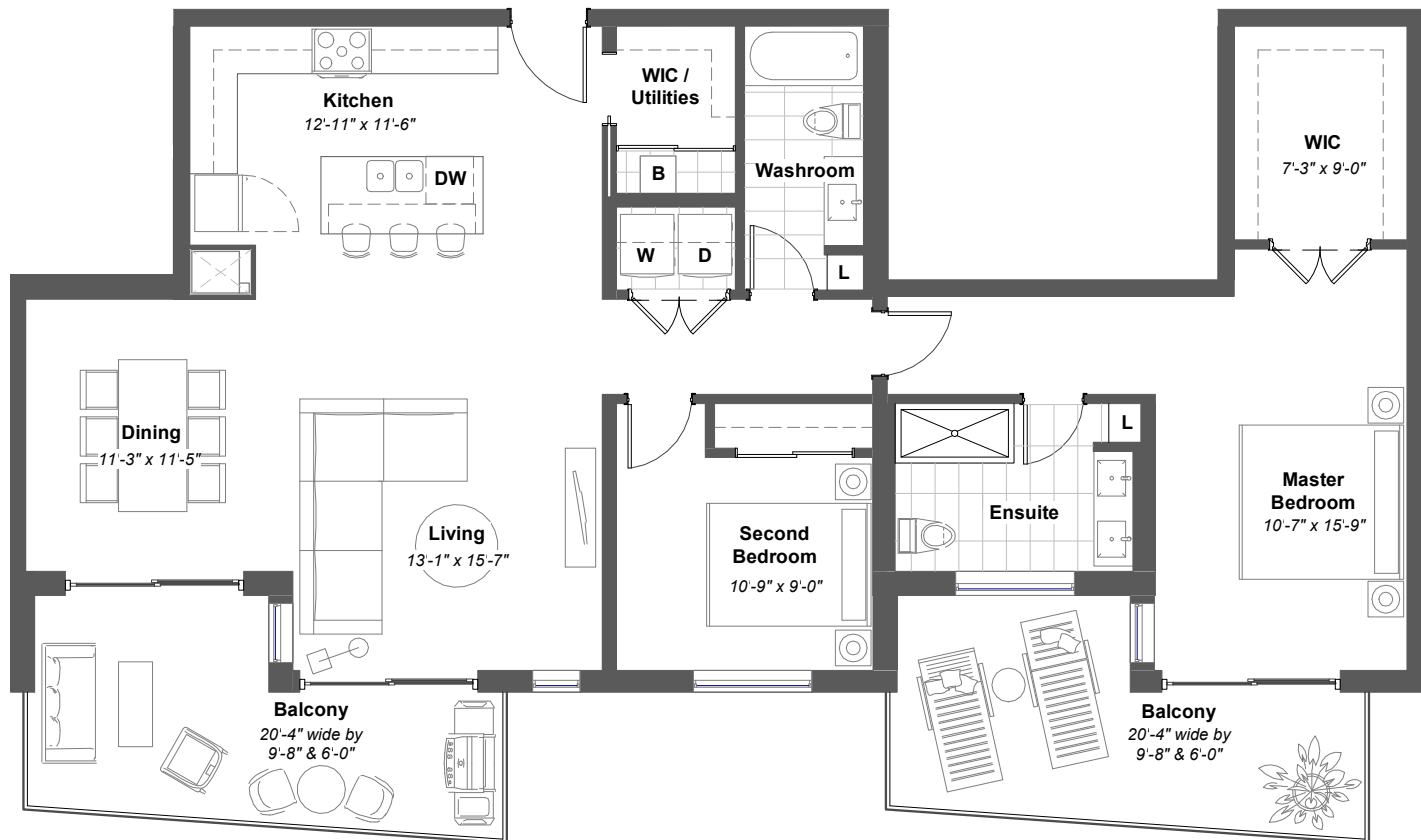 Kitchen
12'-11" x 11'-6"
WIC /
Utilities
WIC
7'-3" x 9'-0"
Washroom
DW
B
W
D
L
L
Dining
11'-3" x 11'-5"
Living
13'-1" x 15'-7"
Second
Bedroom
10'-9" x 9'-0"
Ensuite
Master
Bedroom
10'-7" x 15'-9"
Balcony
20'-4" wide by
9'-8" & 6'-0"
Balcony
20'-4" wide by
9'-8" & 6'-0"